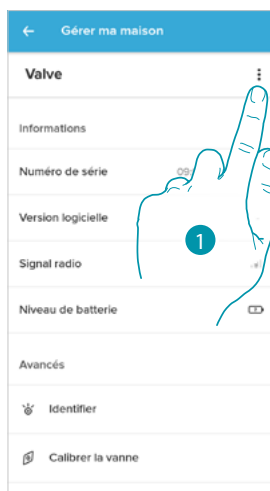 Gérer ma maison
Valve
Informations
Numéro de série
Version logicielle
1
Signal radio
Niveau de batterie
Avancés
Identifier
Calibrer la vanne